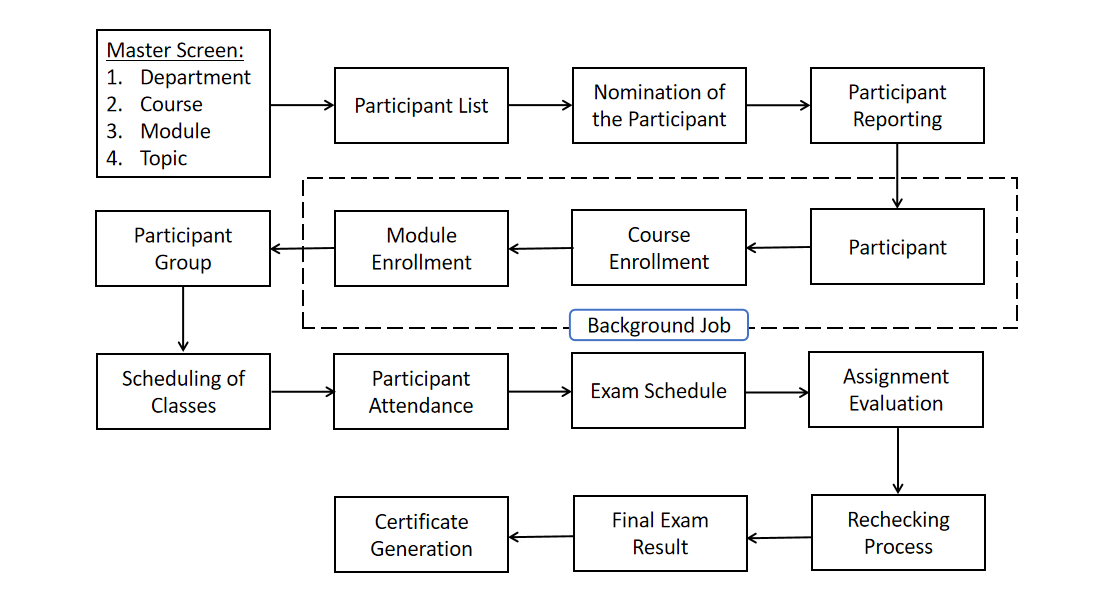 Master Screen:
1. Department
2. Course
3. Module
4. Topic
Participant List
Nomination of
the Participant
Participant
Reporting
Participant
Group
Module
Enrollment
Course
Enrollment
Participant
Background Job
Scheduling of
Classes
Participant
Attendance
Exam Schedule
Assignment
Evaluation
Certificate
Generation
Final Exam
Result
Rechecking
Process